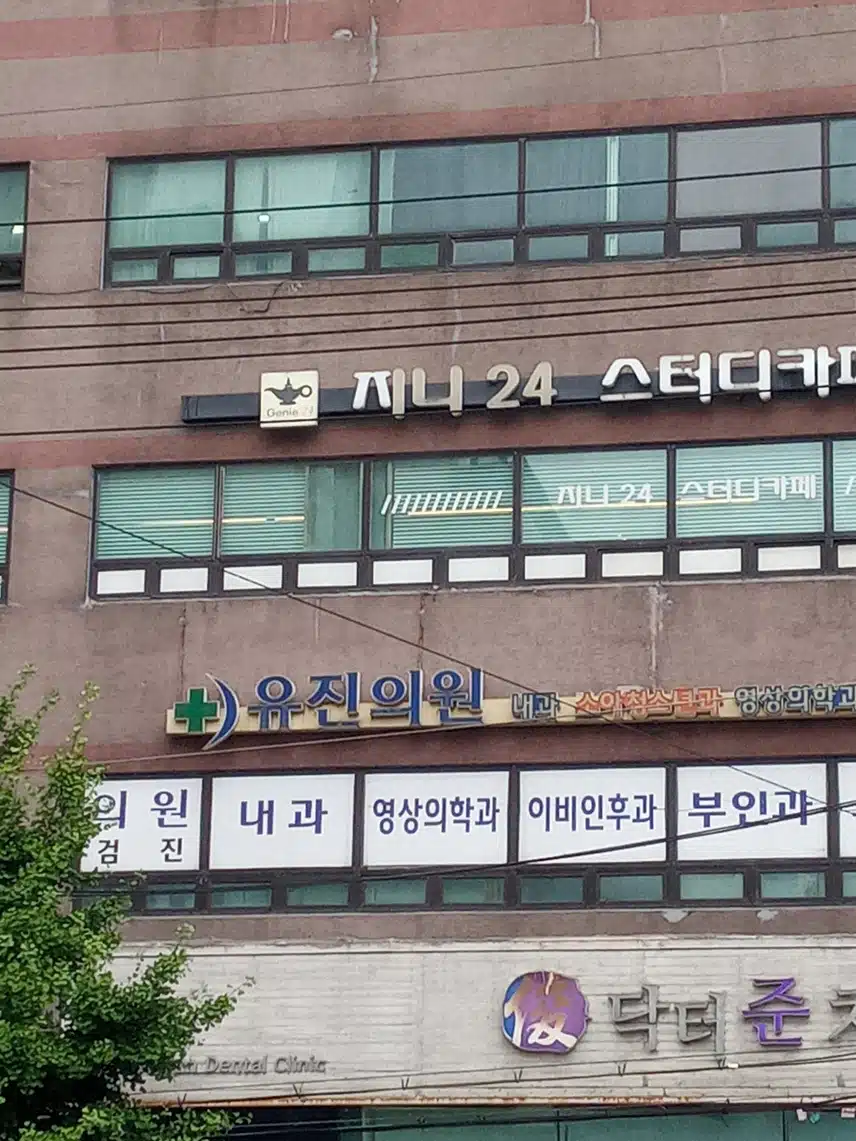 Genie 24
지니 24 스터디카페
지니 24 스터디카페
유진의원 내과 소아청소년과 영상의학과
의원 내과 영상의학과 이비인후과 부인과
검진
俊 닥터준
Dental Clinic